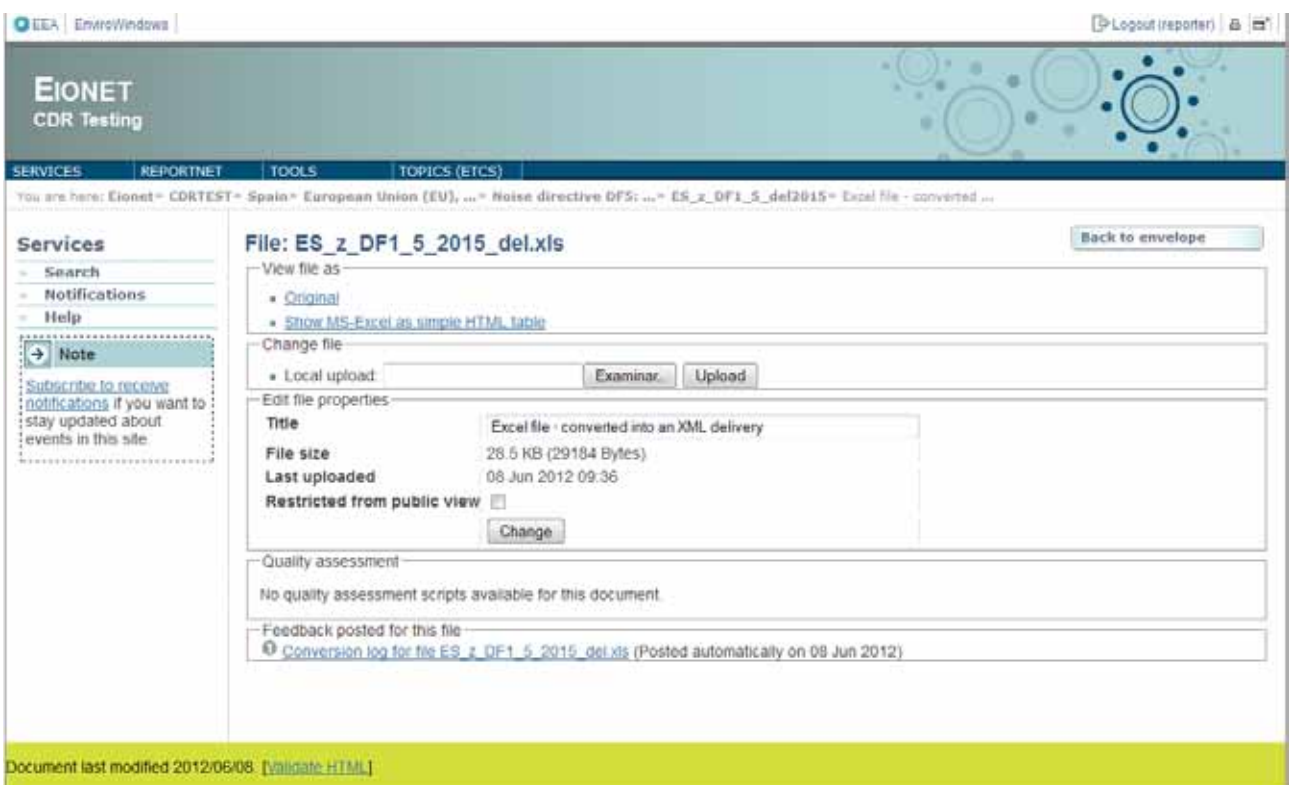 EEA EnviroWindows
Logout (reporter)
EIONET
CDR Testing
SERVICES REPORTNET TOOLS TOPICS (ETCS)
You are here: Eionet» CDRTEST» Spain» European Union (EU), ...» Noise directive DF5: ...» ES_z_DF1_5_del2015» Excel file - converted ...
Services
Search
Notifications
Help
Note
Subscribe to receive
notifications if you want to
stay updated about
events in this site
File: ES_z_DF1_5_2015_del.xls
Back to envelope
View file as
Original
Show MS-Excel as simple HTML table
Change file
Local upload: Examinar.. Upload
Edit file properties
Title Excel file - converted into an XML delivery
File size 28.5 KB (29184 Bytes)
Last uploaded 08 Jun 2012 09:36
Restricted from public view
Change
Quality assessment
No quality assessment scripts available for this document.
Feedback posted for this file
Conversion log for file ES_z_DF1_5_2015_del.xls (Posted automatically on 08 Jun 2012)
Document last modified 2012/06/08. [Validate HTML]